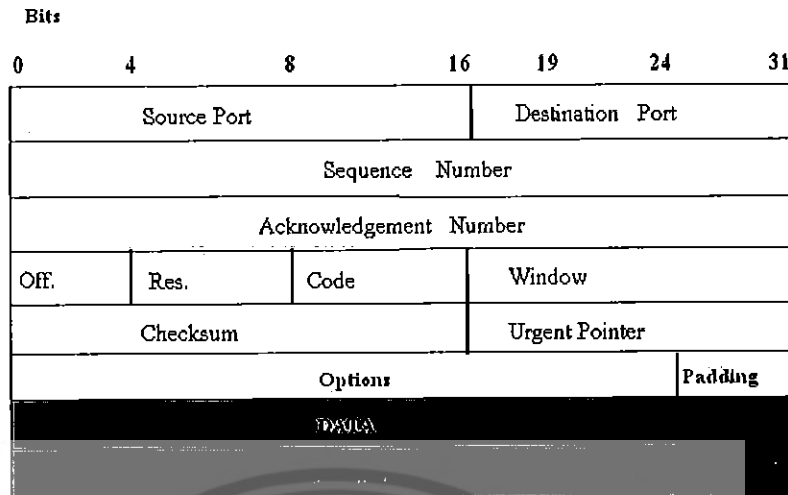 Bits
0 4 8 16 19 24 31
Source Port Destination Port
Sequence Number
Acknowledgement Number
Off. Res. Code Window
Checksum Urgent Pointer
Options Padding
DATA